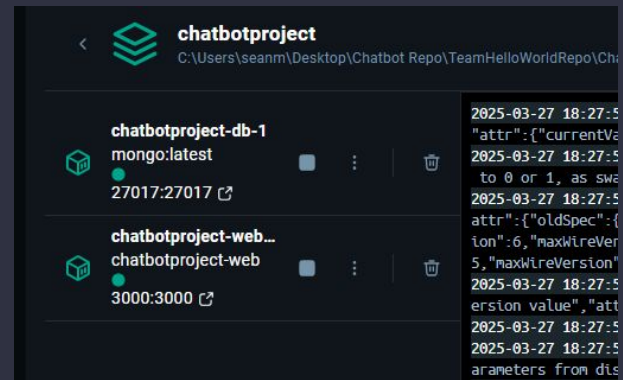 chatbotproject
C:\Users\seanm\Desktop\Chatbot Repo\TeamHelloWorldRepo\Cha
chatbotproject-db-1
mongo:latest
27017:27017
chatbotproject-web...
chatbotproject-web
3000:3000
2025-03-27 18:27:5
"attr":{"currentVa
2025-03-27 18:27:5
to 0 or 1, as swa
2025-03-27 18:27:5
attr":{"oldSpec":{
ion":6,"maxWireVer
5,"maxWireVersion"
2025-03-27 18:27:5
ersion value","att
2025-03-27 18:27:5
2025-03-27 18:27:5
arameters from dis